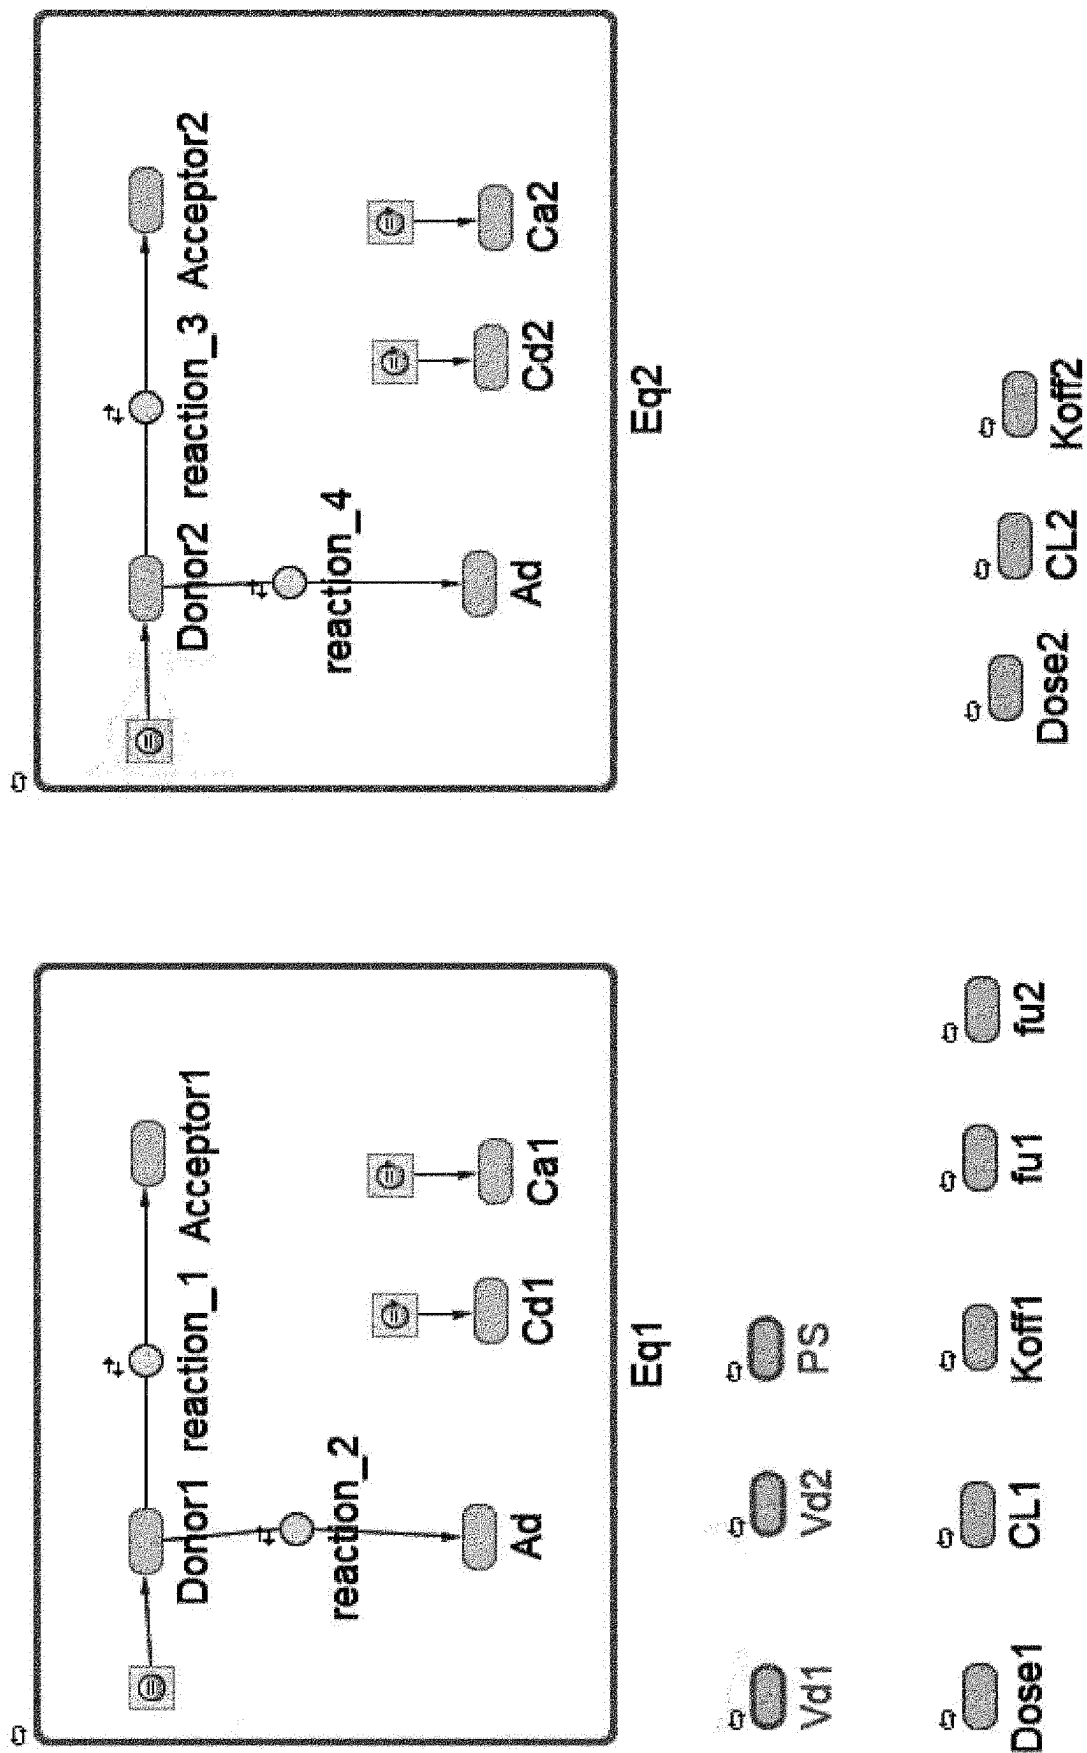 Donor1 reaction_1 Acceptor1
reaction_2
Ad
Cd1
Ca1
Eq1
Donor2 reaction_3 Acceptor2
reaction_4
Ad
Cd2
Ca2
Eq2
Vd1
Vd2
PS
Dose1
CL1
Koff1
fu1
fu2
Dose2
CL2
Koff2